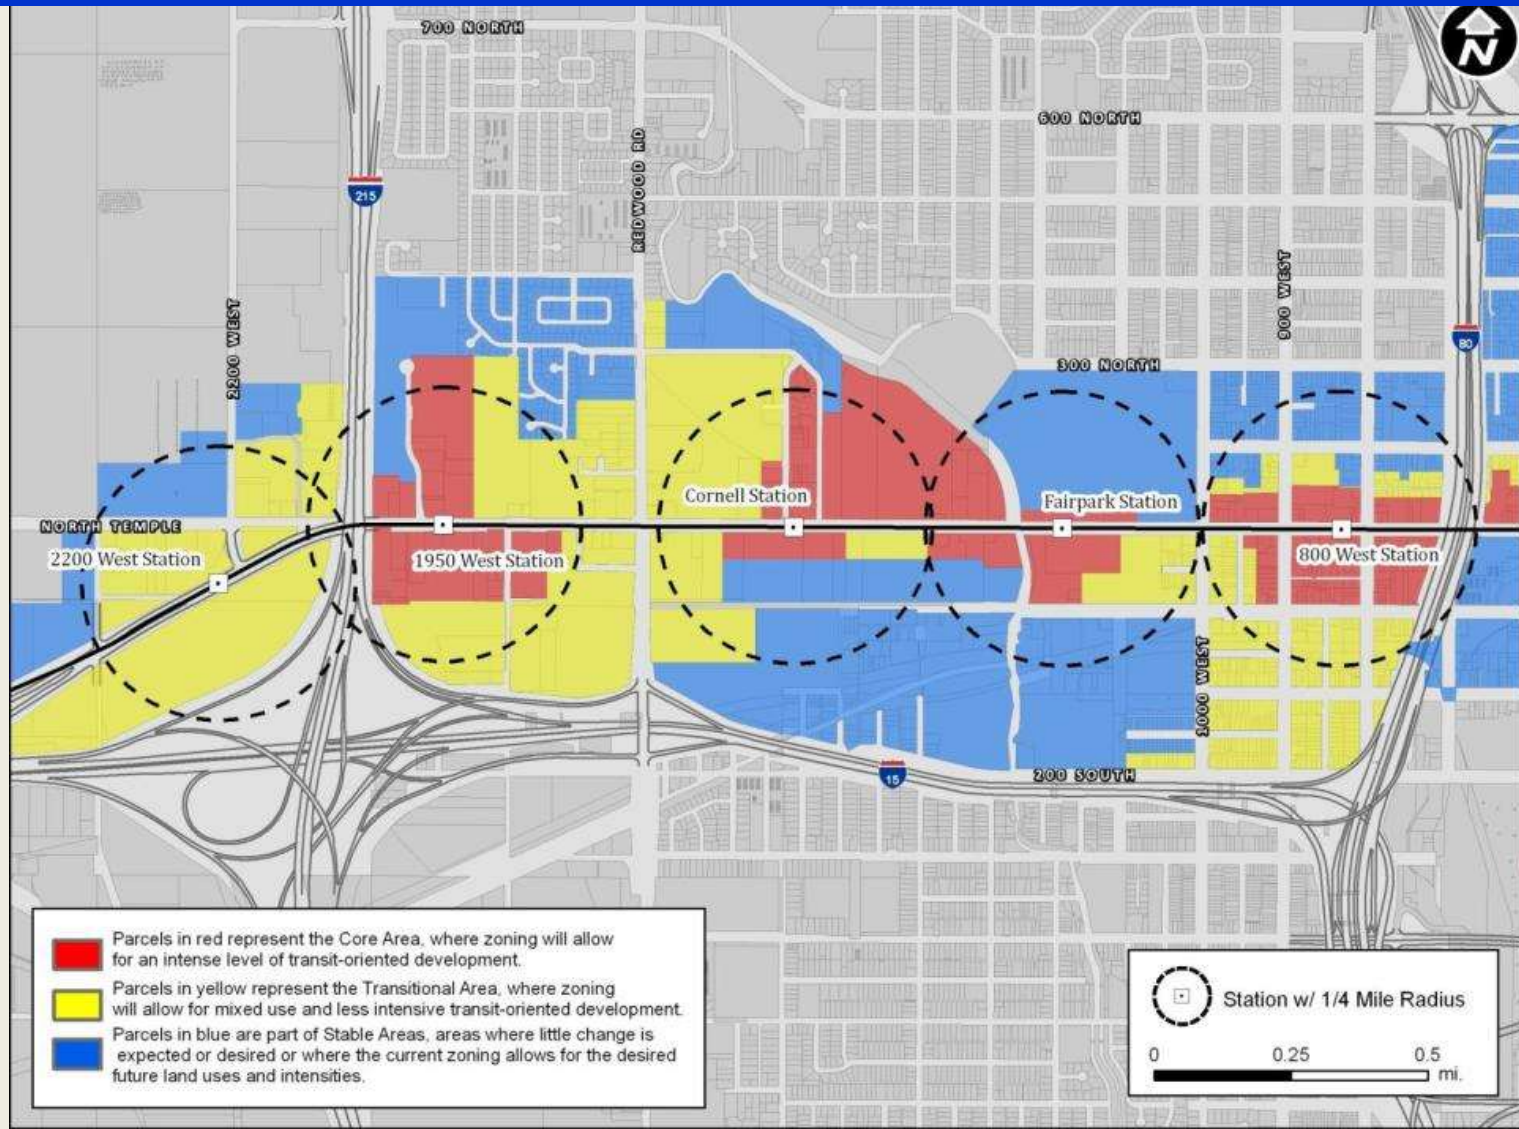 700 NORTH
N
600 NORTH
REDWOOD RD
215
900 WEST
2200 WEST
80
300 NORTH
Cornell Station
Fairpark Station
NORTH TEMPLE
2200 West Station
1950 West Station
800 West Station
1000 WEST
15
200 SOUTH
Parcels in red represent the Core Area, where zoning will allow
for an intense level of transit-oriented development.
Parcels in yellow represent the Transitional Area, where zoning
will allow for mixed use and less intensive transit-oriented development.
Parcels in blue are part of Stable Areas, areas where little change is
expected or desired or where the current zoning allows for the desired
future land uses and intensities.
Station w/ 1/4 Mile Radius
0 0.25 0.5
mi.